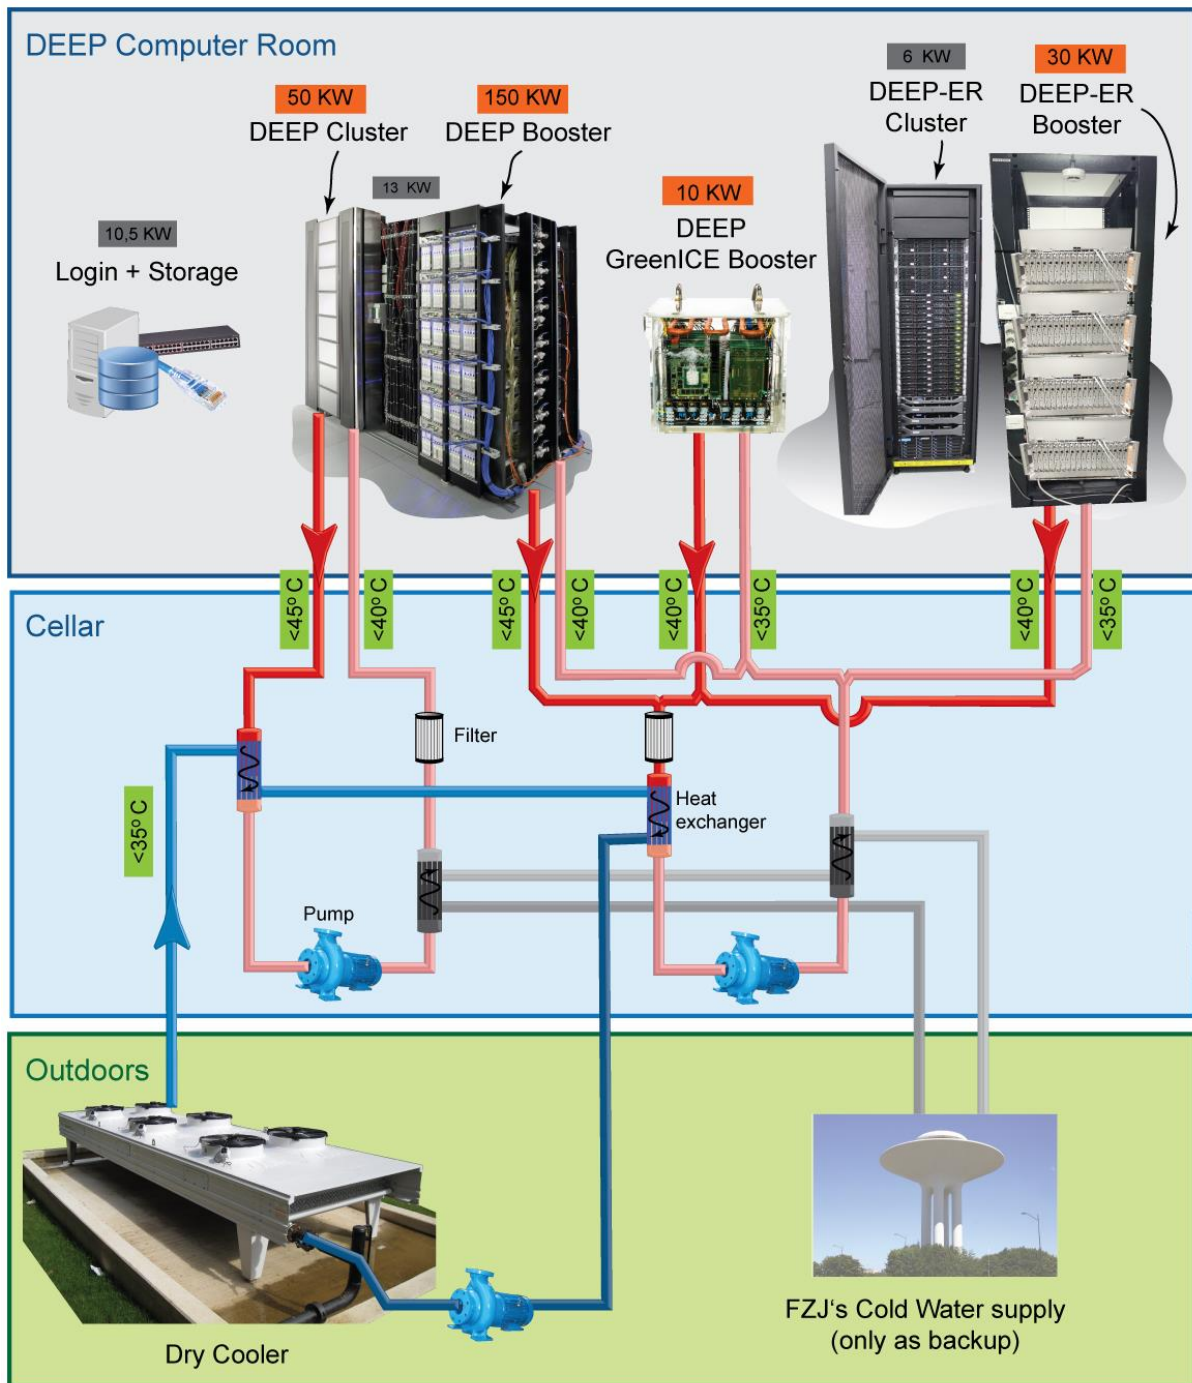 DEEP Computer Room
50 KW
DEEP Cluster
150 KW
DEEP Booster
6 KW
DEEP-ER
Cluster
30 KW
DEEP-ER
Booster
13 KW
10 KW
DEEP
GreenICE Booster
10,5 KW
Login + Storage
<45° C
<40° C
<45° C
<40° C
<40° C
<35° C
<40° C
<35° C
Cellar
Filter
Heat
exchanger
<35° C
Pump
Outdoors
Dry Cooler
FZJ‘s Cold Water supply
(only as backup)